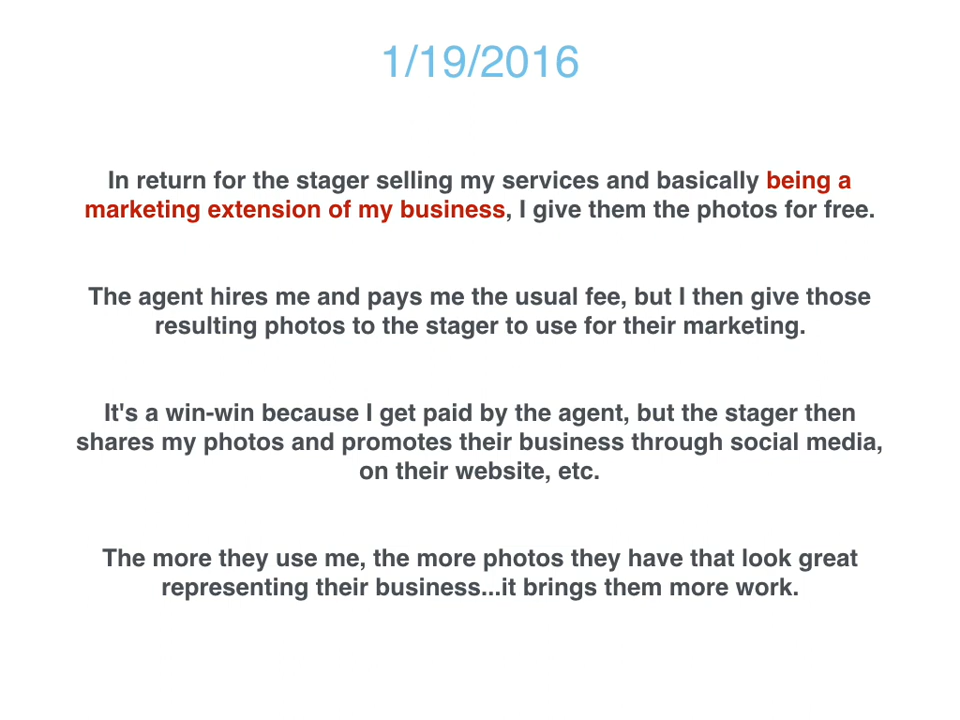 1/19/2016
In return for the stager selling my services and basically being a
marketing extension of my business, I give them the photos for free.
The agent hires me and pays me the usual fee, but I then give those
resulting photos to the stager to use for their marketing.
It's a win-win because I get paid by the agent, but the stager then
shares my photos and promotes their business through social media,
on their website, etc.
The more they use me, the more photos they have that look great
representing their business...it brings them more work.